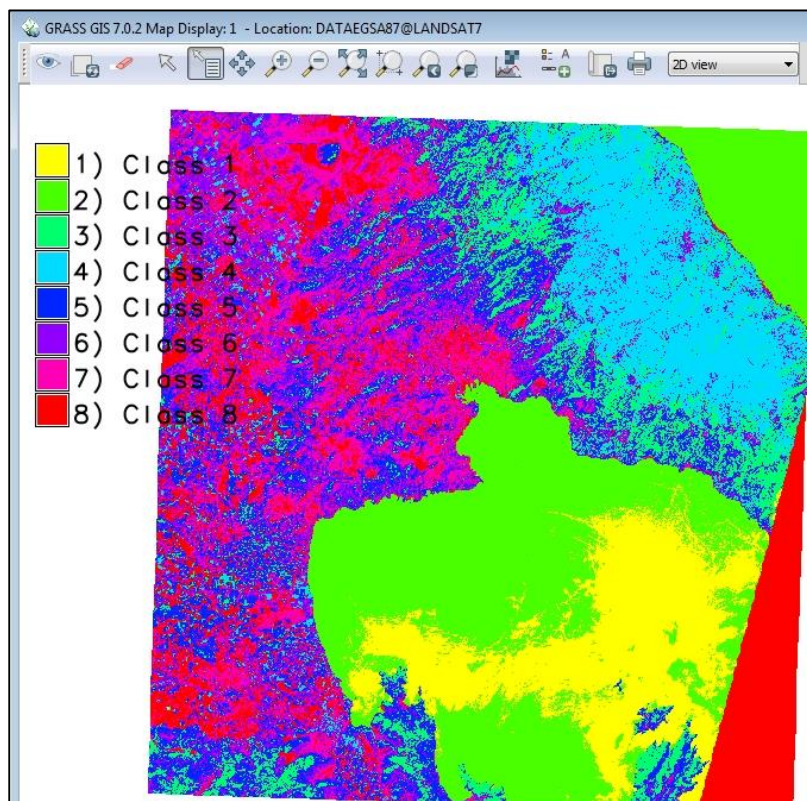 GRASS GIS 7.0.2 Map Display: 1 - Location: DATAEGSA87@LANDSAT7
2D view
1) Class 1
2) Class 2
3) Class 3
4) Class 4
5) Class 5
6) Class 6
7) Class 7
8) Class 8